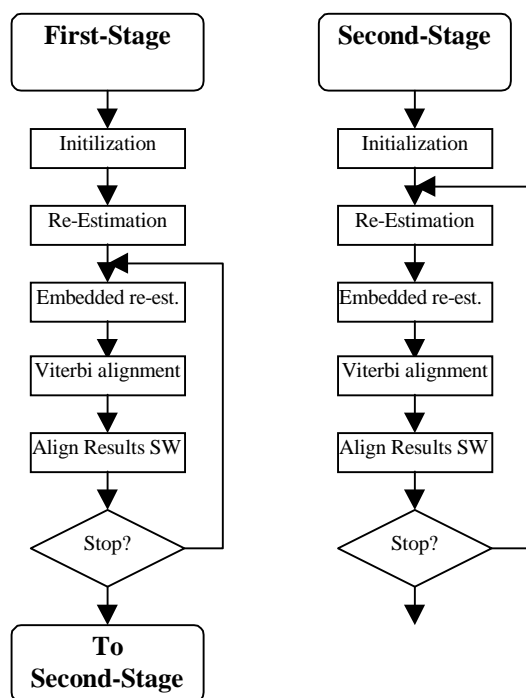 First-Stage
Initilization
Re-Estimation
Embedded re-est.
Viterbi alignment
Align Results SW
Stop?
To
Second-Stage
Second-Stage
Initialization
Re-Estimation
Embedded re-est.
Viterbi alignment
Align Results SW
Stop?